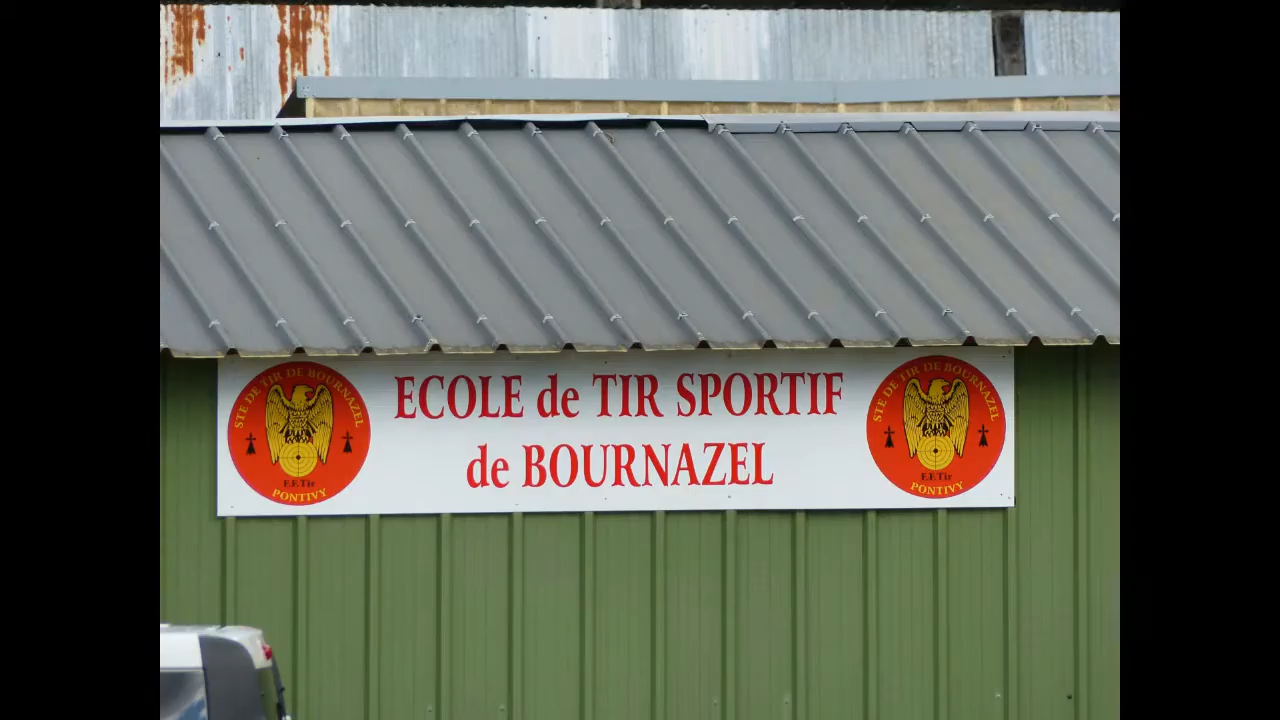 STE DE TIR DE BOURNAZEL
F.F.Tir
PONTIVY
ECOLE de TIR SPORTIF
de BOURNAZEL
STE DE TIR DE BOURNAZEL
F.F.Tir
PONTIVY